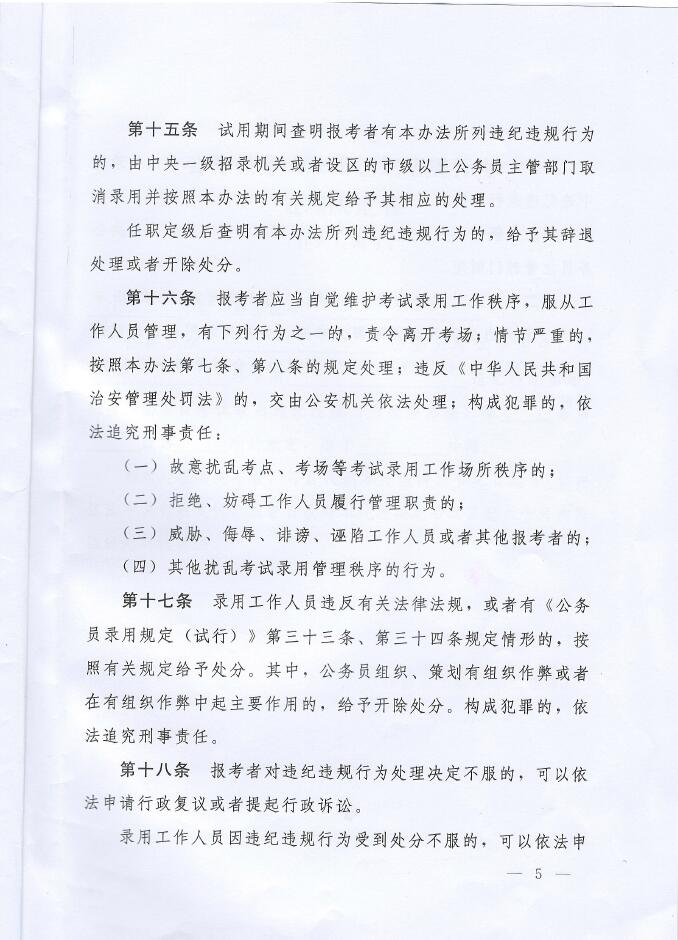 第十五条　试用期间查明报考者有本办法所列违纪违规行为
的，由中央一级招录机关或者设区的市级以上公务员主管部门取
消录用并按照本办法的有关规定给予其相应的处理。
任职定级后查明有本办法所列违纪违规行为的，给予其辞退
处理或者开除处分。
第十六条　报考者应当自觉维护考试录用工作秩序，服从工
作人员管理，有下列行为之一的，责令离开考场；情节严重的，
按照本办法第七条、第八条的规定处理；违反《中华人民共和国
治安管理处罚法》的，交由公安机关依法处理；构成犯罪的，依
法追究刑事责任：
（一）故意扰乱考点、考场等考试录用工作场所秩序的；
（二）拒绝、妨碍工作人员履行管理职责的；
（三）威胁、侮辱、诽谤、诬陷工作人员或者其他报考者的；
（四）其他扰乱考试录用管理秩序的行为。
第十七条　录用工作人员违反有关法律法规，或者有《公务
员录用规定（试行）》第三十三条、第三十四条规定情形的，按
照有关规定给予处分。其中，公务员组织、策划有组织作弊或者
在有组织作弊中起主要作用的，给予开除处分。构成犯罪的，依
法追究刑事责任。
第十八条　报考者对违纪违规行为处理决定不服的，可以依
法申请行政复议或者提起行政诉讼。
录用工作人员因违纪违规行为受到处分不服的，可以依法申
— 5 —